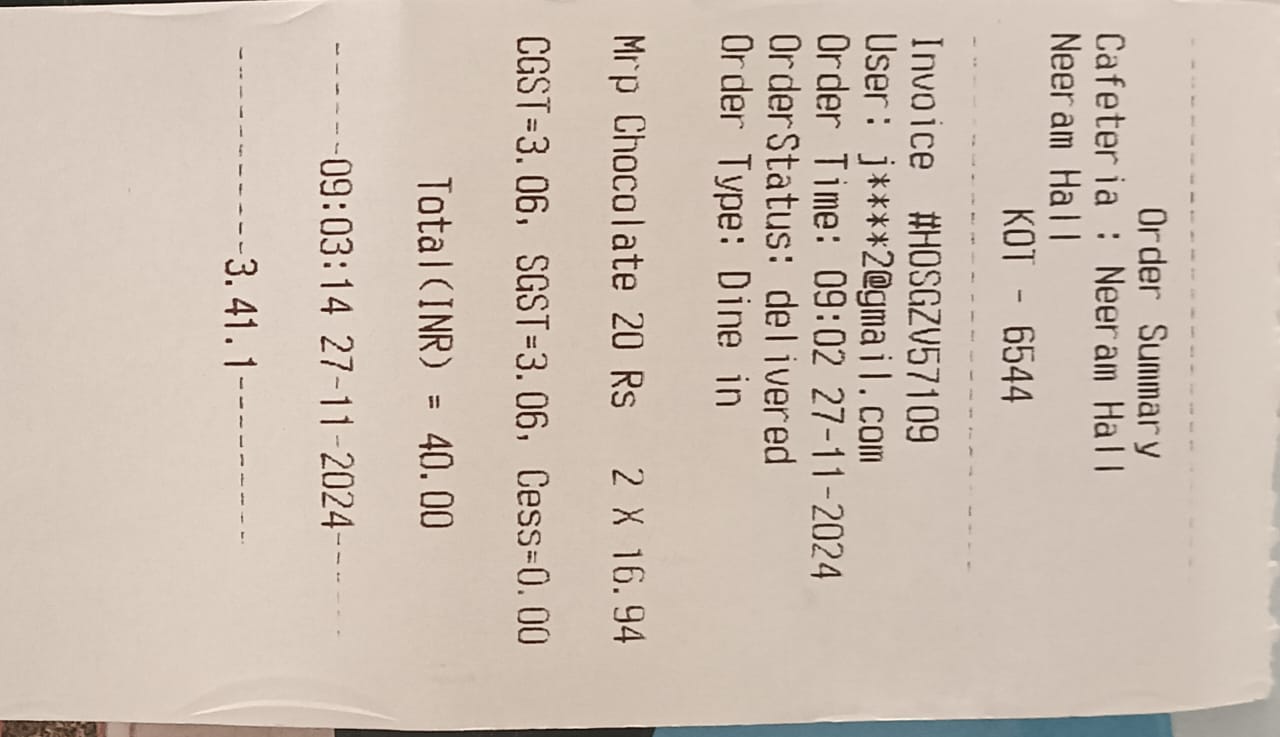 Order Summary
Cafeteria : Neeram Hall
Neeram Hall
KOT - 6544
Invoice #HOSGZV57109
User: j****2@gmail.com
Order Time: 09:02 27-11-2024
OrderStatus: delivered
Order Type: Dine in
Mrp Chocolate 20 Rs 2 X 16.94
CGST=3.06, SGST=3.06, Cess=0.00
Total(INR) = 40.00
------09:03:14 27-11-2024------
-----------3.41.1---------